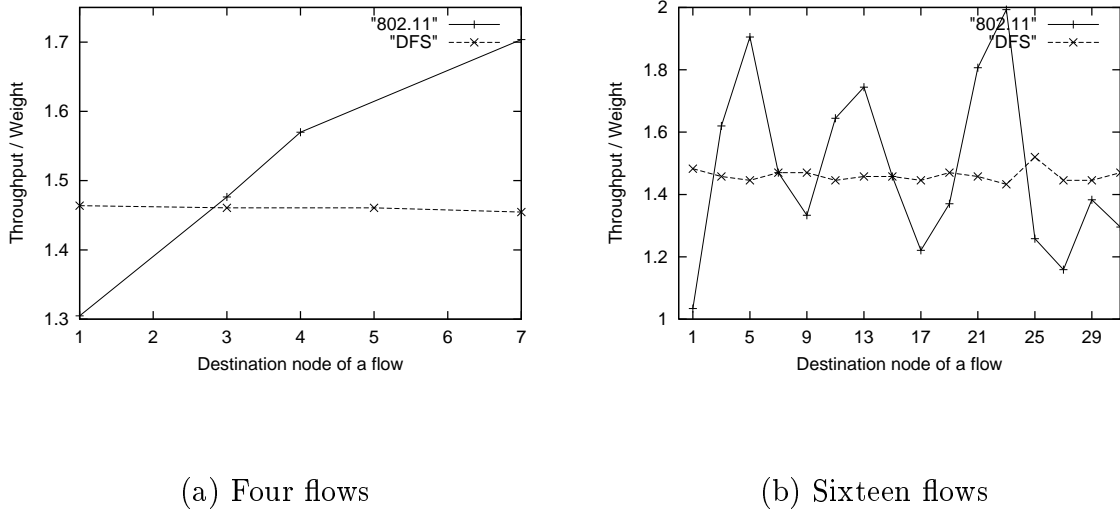 "802.11"
"DFS"
1.7
1.6
1.5
1.4
1.3
Throughput / Weight
1 2 3 4 5 6 7
Destination node of a flow
(a) Four flows
"802.11"
"DFS"
2
1.8
1.6
1.4
1.2
1
Throughput / Weight
1 5 9 13 17 21 25 29
Destination node of a flow
(b) Sixteen flows